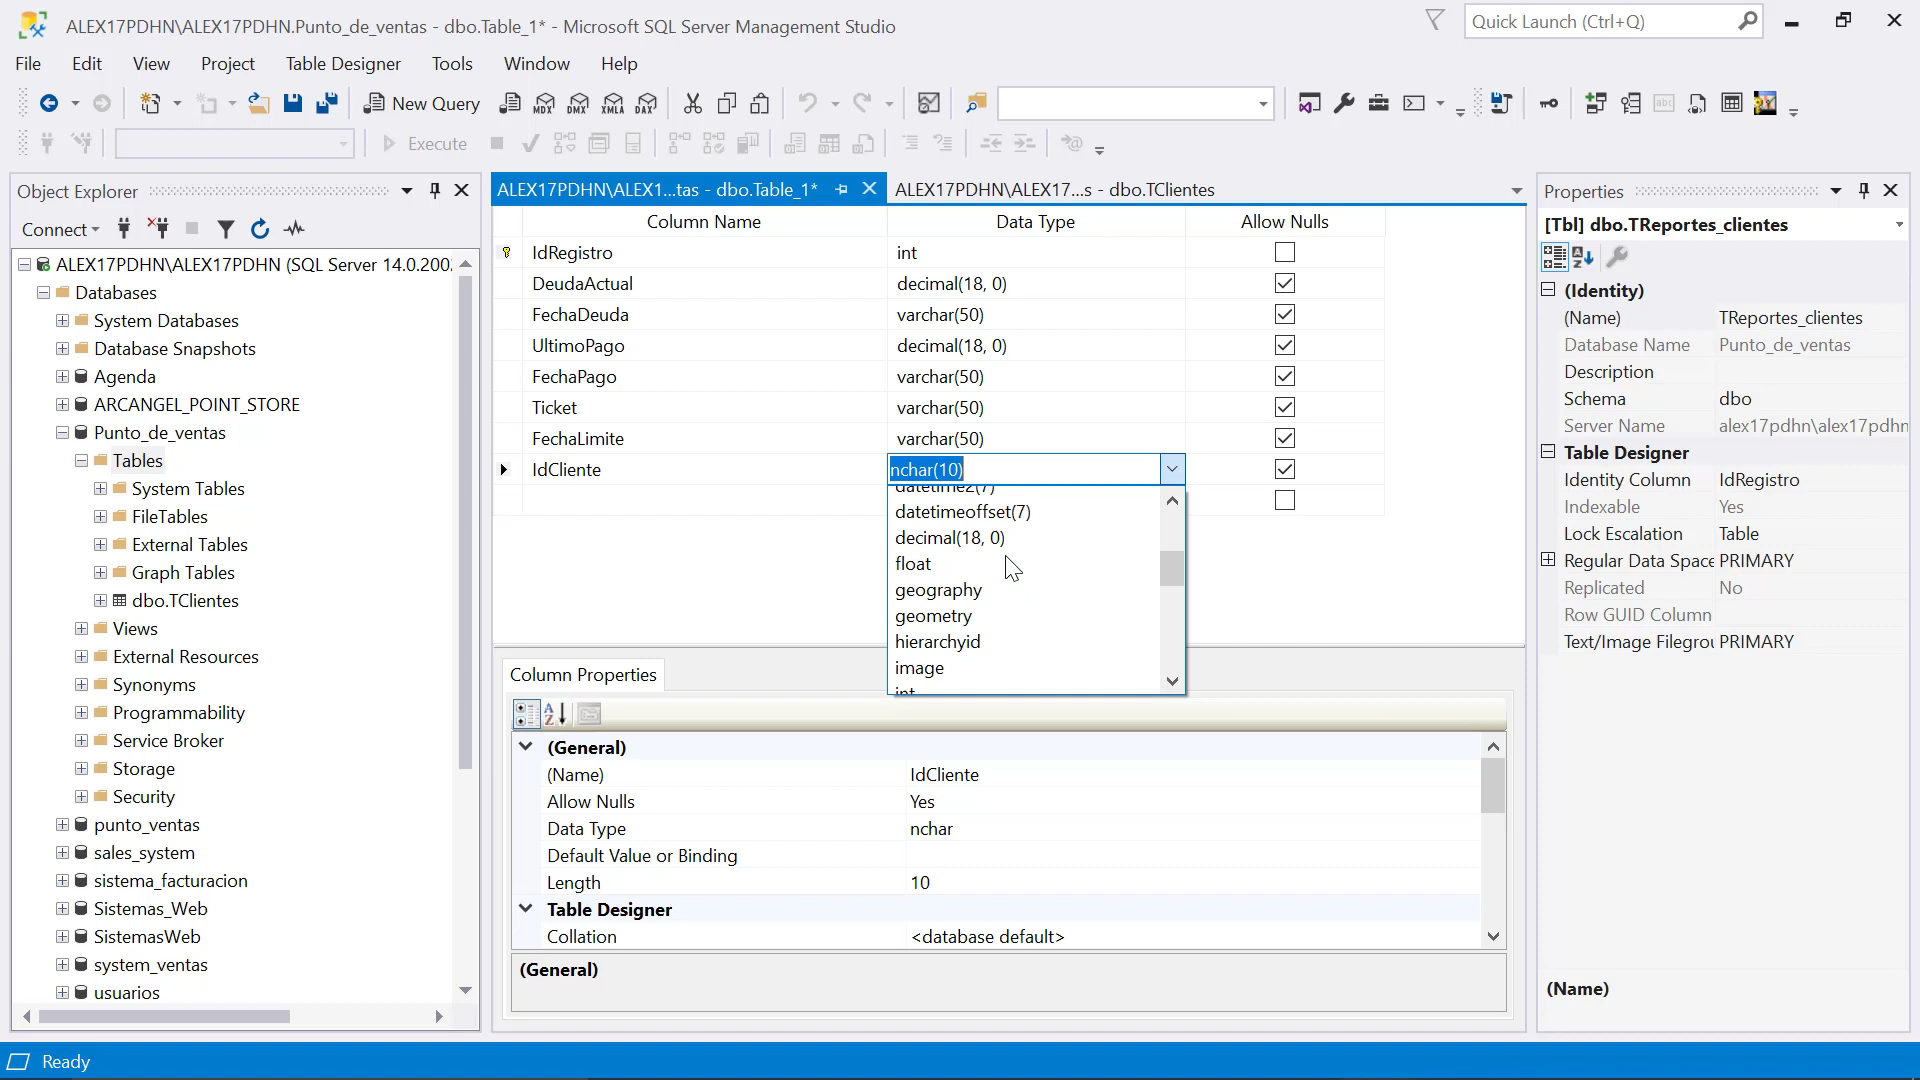 ALEX17PDHN\ALEX17PDHN.Punto_de_ventas - dbo.Table_1* - Microsoft SQL Server Management Studio
Quick Launch (Ctrl+Q)
File Edit View Project Table Designer Tools Window Help
New Query MDX DMX XMLA DAX
Execute
Object Explorer
Connect
ALEX17PDHN\ALEX17PDHN (SQL Server 14.0.200
Databases
System Databases
Database Snapshots
Agenda
ARCANGEL_POINT_STORE
Punto_de_ventas
Tables
System Tables
FileTables
External Tables
Graph Tables
dbo.TClientes
Views
External Resources
Synonyms
Programmability
Service Broker
Storage
Security
punto_ventas
sales_system
sistema_facturacion
Sistemas_Web
SistemasWeb
system_ventas
usuarios
ALEX17PDHN\ALEX1...tas - dbo.Table_1* ALEX17PDHN\ALEX17...s - dbo.TClientes
Column Name Data Type Allow Nulls
IdRegistro int
DeudaActual decimal(18, 0)
FechaDeuda varchar(50)
UltimoPago decimal(18, 0)
FechaPago varchar(50)
Ticket varchar(50)
FechaLimite varchar(50)
IdCliente nchar(10)
datetime2(7)
datetimeoffset(7)
decimal(18, 0)
float
geography
geometry
hierarchyid
image
int
Column Properties
(General)
(Name) IdCliente
Allow Nulls Yes
Data Type nchar
Default Value or Binding
Length 10
Table Designer
Collation <database default>
(General)
Properties
[Tbl] dbo.TReportes_clientes
(Identity)
(Name) TReportes_clientes
Database Name Punto_de_ventas
Description
Schema dbo
Server Name alex17pdhn\alex17pdhn
Table Designer
Identity Column IdRegistro
Indexable Yes
Lock Escalation Table
Regular Data Space PRIMARY
Replicated No
Row GUID Column
Text/Image Filegrou PRIMARY
(Name)
Ready